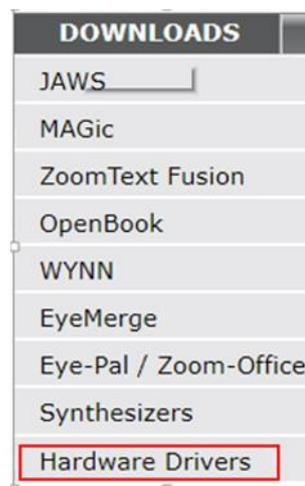 DOWNLOADS
JAWS
MAGic
ZoomText Fusion
OpenBook
WYNN
EyeMerge
Eye-Pal / Zoom-Office
Synthesizers
Hardware Drivers